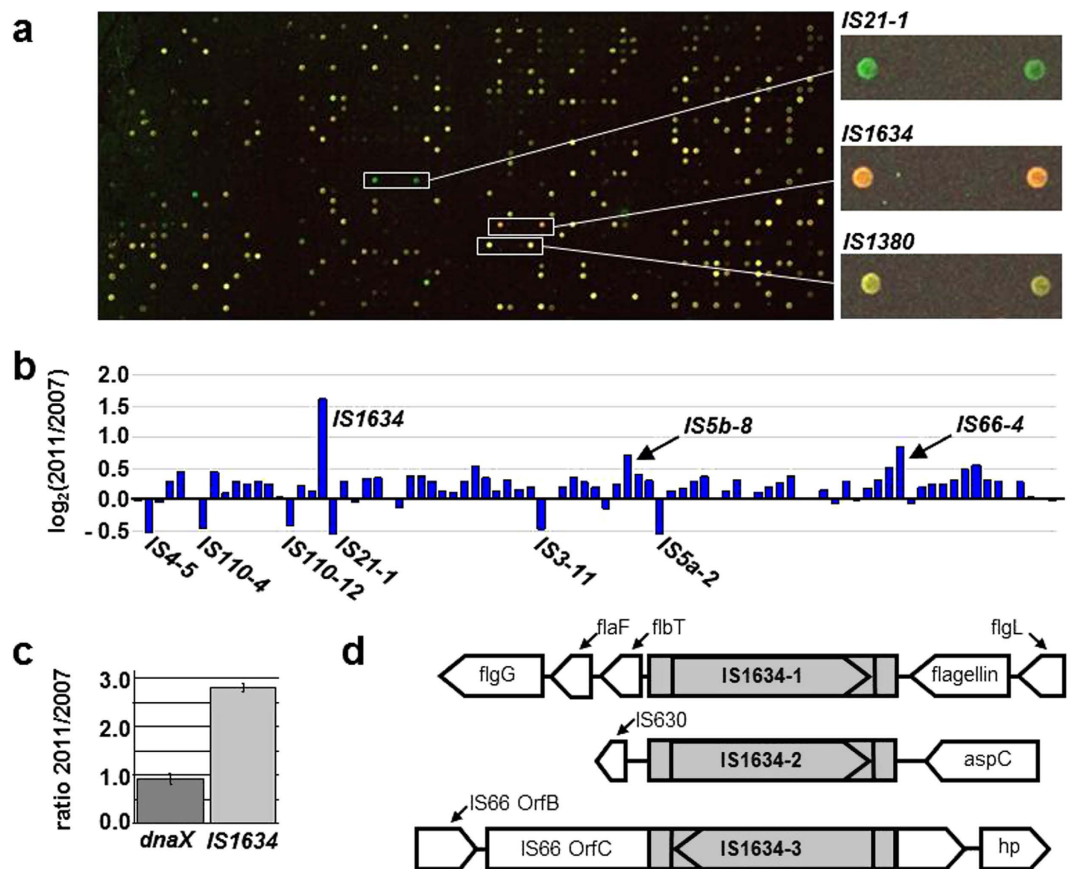 a
IS21-1
IS1634
IS1380
b
log2(2011/2007)
2.0
1.5
1.0
0.5
0.0
- 0.5
IS1634
IS5b-8
IS66-4
IS4-5
IS110-4
IS110-12
IS21-1
IS3-11
IS5a-2
c
ratio 2011/2007
3.0
2.0
1.0
0.0
dnaX IS1634
d
flaF flbT flgL
flgG IS1634-1 flagellin
IS630
IS1634-2 aspC
IS66 OrfB
IS66 OrfC IS1634-3 hp